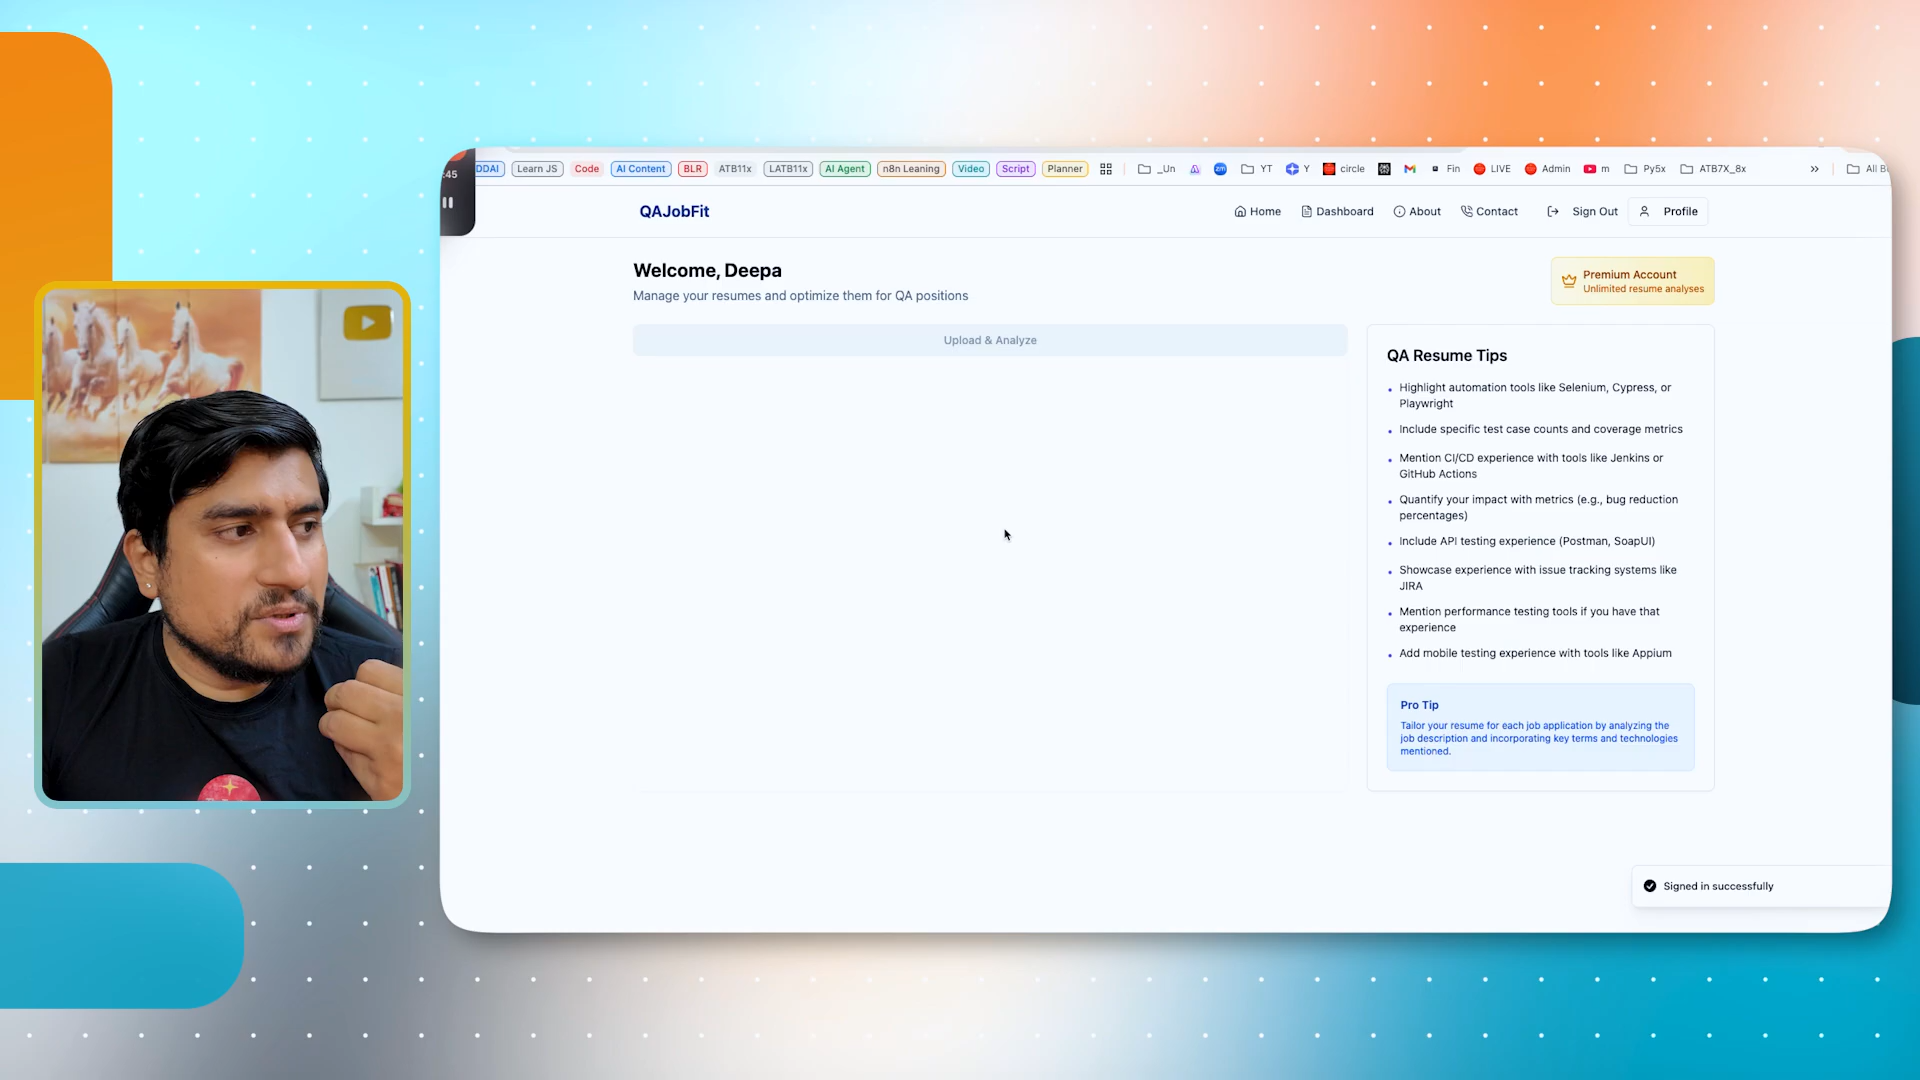 :45
DDAI Learn JS Code AI Content BLR ATB11x LATB11x AI Agent n8n Leaning Video Script Planner _Un zm YT Y circle Fin LIVE Admin m Py5x ATB7X_8x » All B
QAJobFit
Home Dashboard About Contact Sign Out Profile
Welcome, Deepa
Manage your resumes and optimize them for QA positions
Premium Account
Unlimited resume analyses
Upload & Analyze
QA Resume Tips
• Highlight automation tools like Selenium, Cypress, or
Playwright
• Include specific test case counts and coverage metrics
• Mention CI/CD experience with tools like Jenkins or
GitHub Actions
• Quantify your impact with metrics (e.g., bug reduction
percentages)
• Include API testing experience (Postman, SoapUI)
• Showcase experience with issue tracking systems like
JIRA
• Mention performance testing tools if you have that
experience
• Add mobile testing experience with tools like Appium
Pro Tip
Tailor your resume for each job application by analyzing the
job description and incorporating key terms and technologies
mentioned.
Signed in successfully